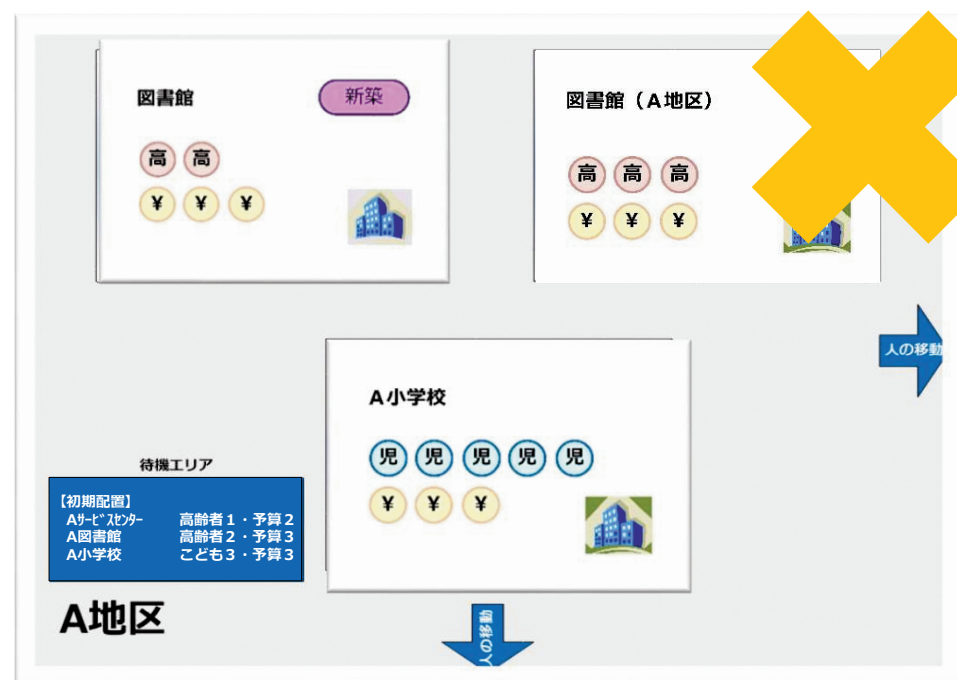 図書館
新築
高 高
¥ ¥ ¥
図書館（A地区）
高 高 高
¥ ¥ ¥
人の移動
A小学校
児 児 児 児 児
¥ ¥ ¥
待機エリア
【初期配置】
Aｻｰﾋﾞｽｾﾝﾀｰ 高齢者1・予算2
A図書館 高齢者2・予算3
A小学校 こども3・予算3
A地区
人の移動